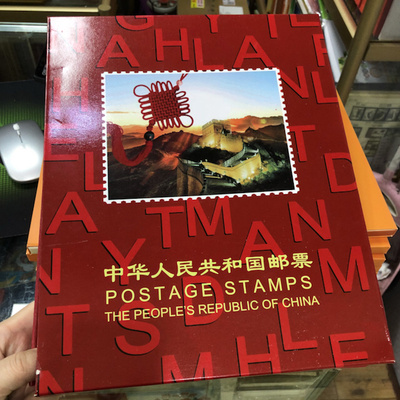 中华人民共和国邮票
POSTAGE STAMPS
THE PEOPLE'S REPUBLIC OF CHINA